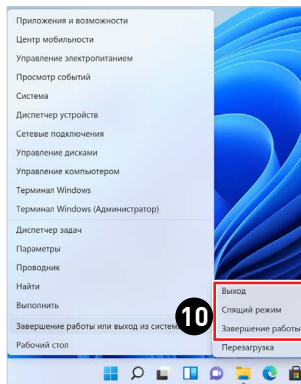 Приложения и возможности
Центр мобильности
Управление электропитанием
Просмотр событий
Система
Диспетчер устройств
Сетевые подключения
Управление дисками
Управление компьютером
Терминал Windows
Терминал Windows (Администратор)
Диспетчер задач
Параметры
Проводник
Найти
Выполнить
Завершение работы или выход из систем
Рабочий стол
10
Выход
Спящий режим
Завершение работы
Перезагрузка